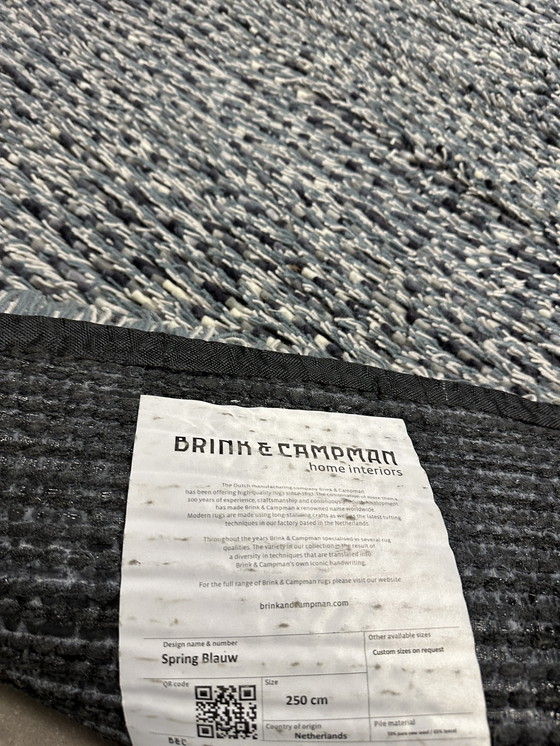 BRINK & CAMPMAN
home interiors
The Dutch manufacturing company Brink & Campman
has been offering high quality rugs since The combination of more than
100 years of experience, craftsmanship and development
has made Brink & Campman a renowned name worldwide.
Modern rugs are made using long-standing crafts as well as the latest tufting
techniques in our factory based in the Netherlands.
Throughout the years Brink & Campman specialised in several rug
qualities. The variety in our collection is the result of
a diversity in techniques that are translated into
Brink & Campman's own iconic handwriting.
For the full range of Brink & Campman rugs please visit our website
brinkandcampman.com
Design name & number
Spring Blauw
Other available sizes
Custom sizes on request
QR code
Size
250 cm
Country of origin
Netherlands
Pile material